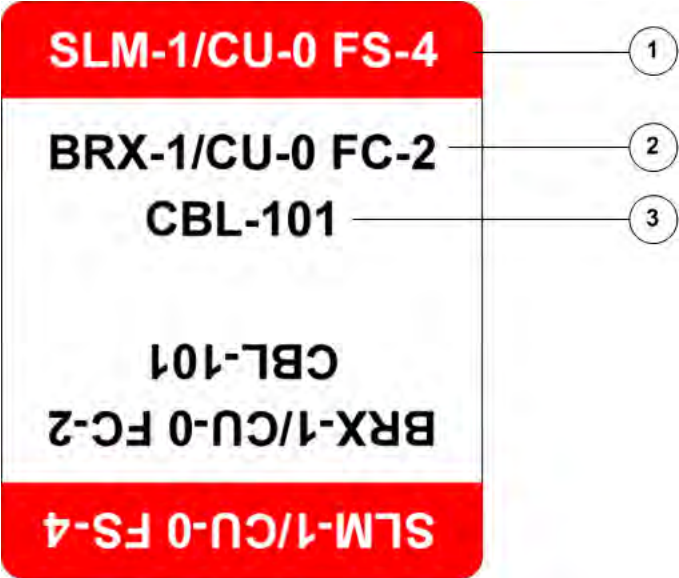 SLM-1/CU-0 FS-4
1
BRX-1/CU-0 FC-2
2
CBL-101
3
CBL-101
BRX-1/CU-0 FC-2
SLM-1/CU-0 FS-4